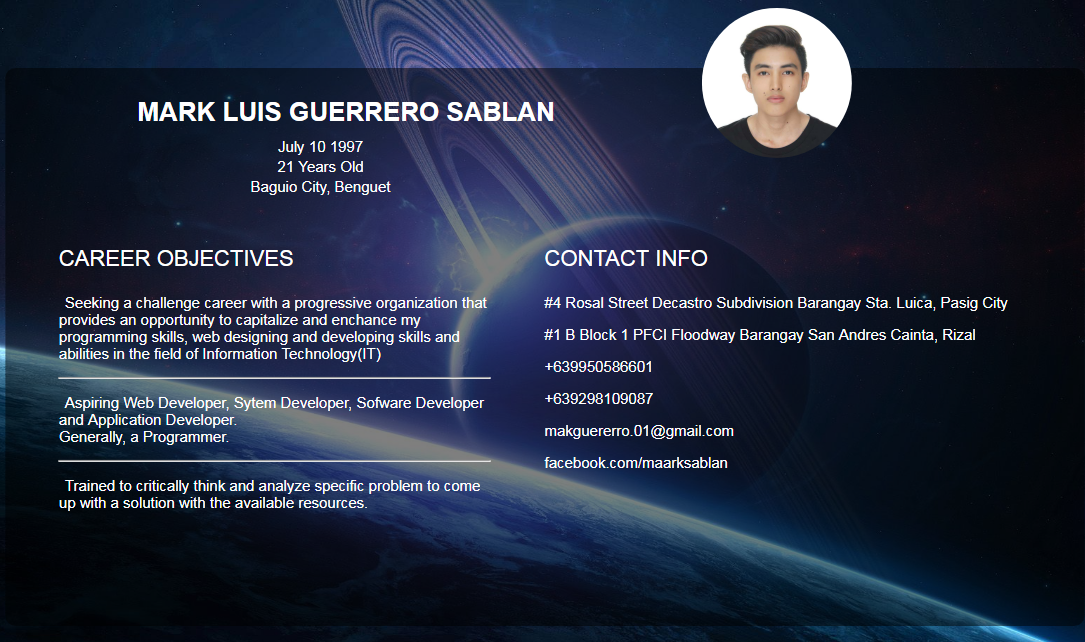 MARK LUIS GUERRERO SABLAN
July 10 1997
21 Years Old
Baguio City, Benguet
CAREER OBJECTIVES
Seeking a challenge career with a progressive organization that
provides an opportunity to capitalize and enchance my
programming skills, web designing and developing skills and
abilities in the field of Information Technology(IT)
Aspiring Web Developer, Sytem Developer, Sofware Developer
and Application Developer.
Generally, a Programmer.
Trained to critically think and analyze specific problem to come
up with a solution with the available resources.
CONTACT INFO
#4 Rosal Street Decastro Subdivision Barangay Sta. Luica, Pasig City
#1 B Block 1 PFCI Floodway Barangay San Andres Cainta, Rizal
+639950586601
+639298109087
makguererro.01@gmail.com
facebook.com/maarksablan